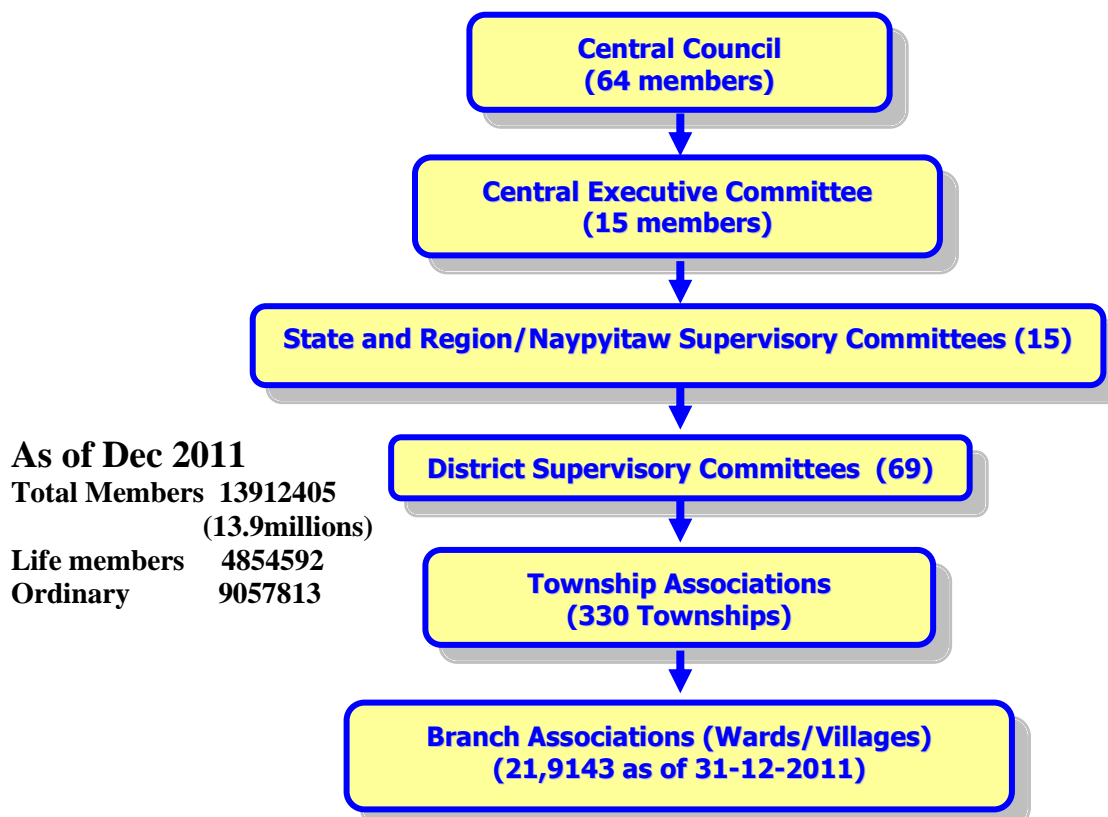 Central Council
(64 members)
Central Executive Committee
(15 members)
State and Region/Naypyitaw Supervisory Committees (15)
District Supervisory Committees (69)
As of Dec 2011
Total Members 13912405
(13.9millions)
Life members 4854592
Ordinary 9057813
Township Associations
(330 Townships)
Branch Associations (Wards/Villages)
(21,9143 as of 31-12-2011)